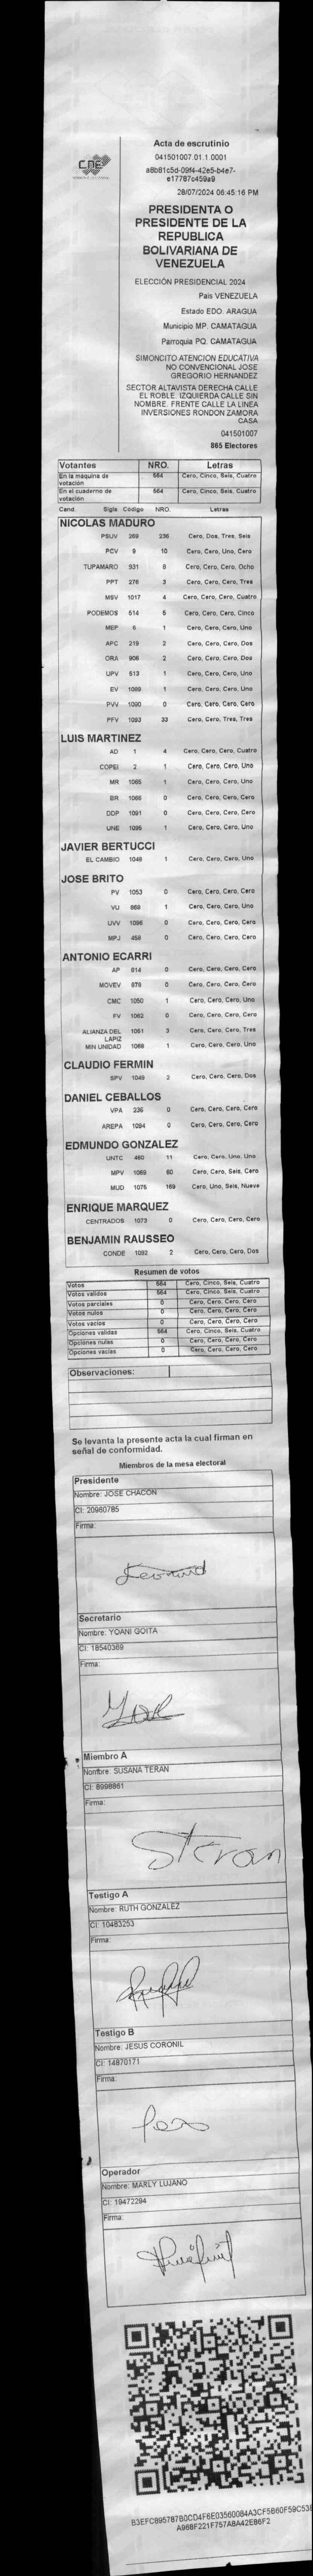 CNE
Acta de escrutinio
041501007.01.1.0001
28/07/2024 06:45:16 PM
PRESIDENTA O
PRESIDENTE DE LA
REPUBLICA
BOLIVARIANA DE
VENEZUELA
ELECCIÓN PRESIDENCIAL 2024
Pais VENEZUELA
Estado EDO. ARAGUA
Municipio MP. CAMATAGUA
Parroquia PQ. CAMATAGUA
SIMONCITO ATENCION EDUCATIVA
NO CONVENCIONAL JOSE
GREGORIO HERNANDEZ
SECTOR ALTAVISTA DERECHA CALLE
EL ROBLE. IZQUIERDA CALLE SIN
NOMBRE. FRENTE CALLE LA LINEA
INVERSIONES RONDON ZAMORA
CASA
041501007
865 Electores
Votantes NRO. Letras
En la maquina de votación 564 Cero, Cinco, Seis, Cuatro
En el cuaderno de votación 564 Cero, Cinco, Seis, Cuatro
Cand. Sigla Código NRO. Letras
NICOLAS MADURO
PSUV 269 236 Cero, Dos, Tres, Seis
PCV 9 10 Cero, Cero, Uno, Cero
TUPAMARO 931 8 Cero, Cero, Cero, Ocho
PPT 276 3 Cero, Cero, Cero, Tres
MSV 1017 4 Cero, Cero, Cero, Cuatro
PODEMOS 514 5 Cero, Cero, Cero, Cinco
MEP 6 1 Cero, Cero, Cero, Uno
APC 219 2 Cero, Cero, Cero, Dos
ORA 908 2 Cero, Cero, Cero, Dos
UPV 513 1 Cero, Cero, Cero, Uno
EV 1089 1 Cero, Cero, Cero, Uno
PVV 1090 0 Cero, Cero, Cero, Cero
PFV 1093 33 Cero, Cero, Tres, Tres
LUIS MARTINEZ
AD 1 4 Cero, Cero, Cero, Cuatro
COPEI 2 1 Cero, Cero, Cero, Uno
MR 1065 1 Cero, Cero, Cero, Uno
BR 1066 0 Cero, Cero, Cero, Cero
DDP 1091 0 Cero, Cero, Cero, Cero
UNE 1095 1 Cero, Cero, Cero, Uno
JAVIER BERTUCCI
EL CAMBIO 1048 1 Cero, Cero, Cero, Uno
JOSE BRITO
PV 1053 0 Cero, Cero, Cero, Cero
VU 868 1 Cero, Cero, Cero, Uno
UVV 1096 0 Cero, Cero, Cero, Cero
MPJ 458 0 Cero, Cero, Cero, Cero
ANTONIO ECARRI
AP 814 0 Cero, Cero, Cero, Cero
MOVEV 878 0 Cero, Cero, Cero, Cero
CMC 1050 1 Cero, Cero, Cero, Uno
FV 1062 0 Cero, Cero, Cero, Cero
ALIANZA DEL LAPIZ 1051 3 Cero, Cero, Cero, Tres
MIN UNIDAD 1068 1 Cero, Cero, Cero, Uno
CLAUDIO FERMIN
SPV 1049 2 Cero, Cero, Cero, Dos
DANIEL CEBALLOS
VPA 236 0 Cero, Cero, Cero, Cero
AREPA 1094 0 Cero, Cero, Cero, Cero
EDMUNDO GONZALEZ
UNTC 460 11 Cero, Cero, Uno, Uno
MPV 1069 60 Cero, Cero, Seis, Cero
MUD 1075 169 Cero, Uno, Seis, Nueve
ENRIQUE MARQUEZ
CENTRADOS 1073 0 Cero, Cero, Cero, Cero
BENJAMIN RAUSSEO
CONDE 1092 2 Cero, Cero, Cero, Dos
Resumen de votos
Votos 564 Cero, Cinco, Seis, Cuatro
Votos validos 564 Cero, Cinco, Seis, Cuatro
Votos parciales 0 Cero, Cero, Cero, Cero
Votos nulos 0 Cero, Cero, Cero, Cero
Votos vacios 0 Cero, Cero, Cero, Cero
Opciones validas 564 Cero, Cinco, Seis, Cuatro
Opciones nulas 0 Cero, Cero, Cero, Cero
Opciones vacias 0 Cero, Cero, Cero, Cero
Observaciones:
Se levanta la presente acta la cual firman en
señal de conformidad.
Miembros de la mesa electoral
Presidente
Nombre: JOSE CHACON
CI: 20960785
Firma:
Secretario
Nombre: YOANI GOITA
CI: 18540369
Firma:
Miembro A
Nombre: SUSANA TERAN
CI: 8998861
Firma:
STeran
Testigo A
Nombre: RUTH GONZALEZ
CI: 10483253
Firma:
Testigo B
Nombre: JESUS CORONIL
CI: 14870171
Firma:
Operador
Nombre: MARLY LUJANO
CI: 19472294
Firma: